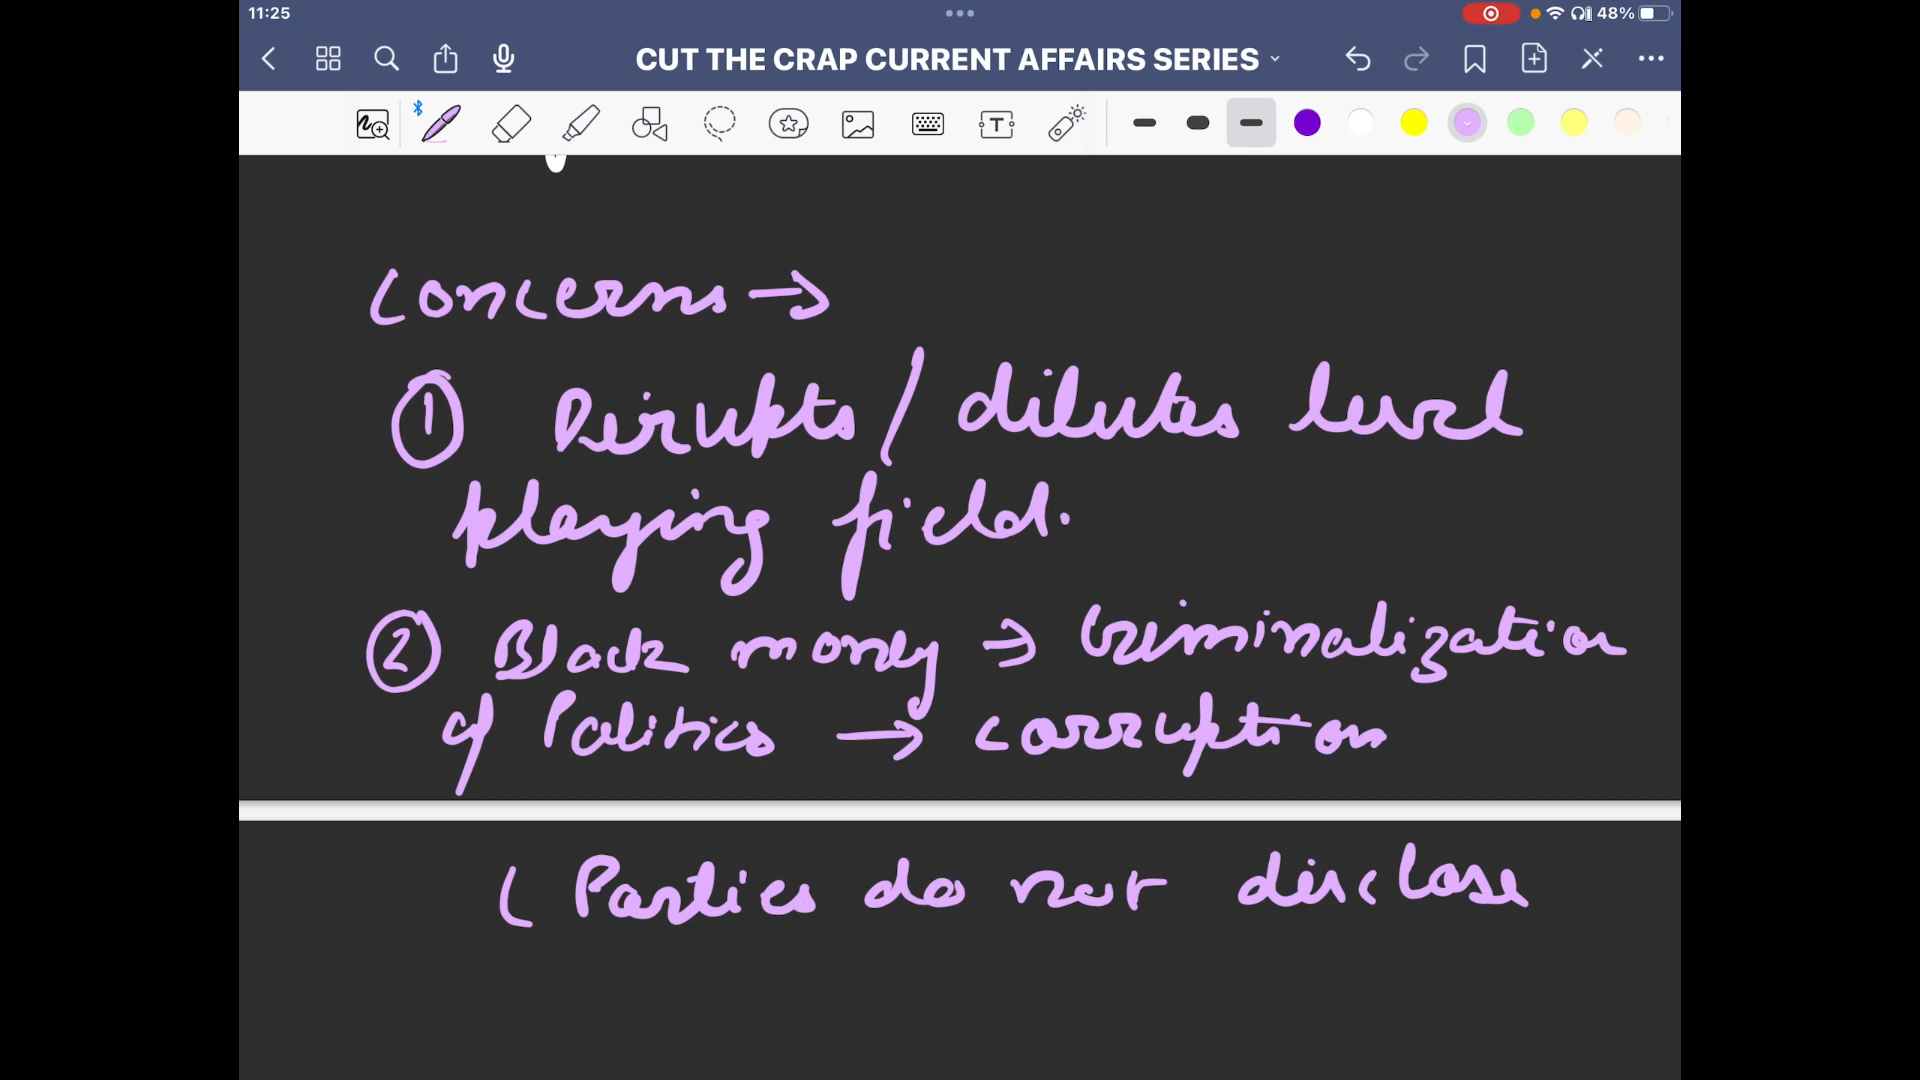 11:25
48%
CUT THE CRAP CURRENT AFFAIRS SERIES
T
Concerns →
① Disrupts / dilutes level
playing field.
② Black money → Criminalization
of Politics → corruption
( Parties do not disclose